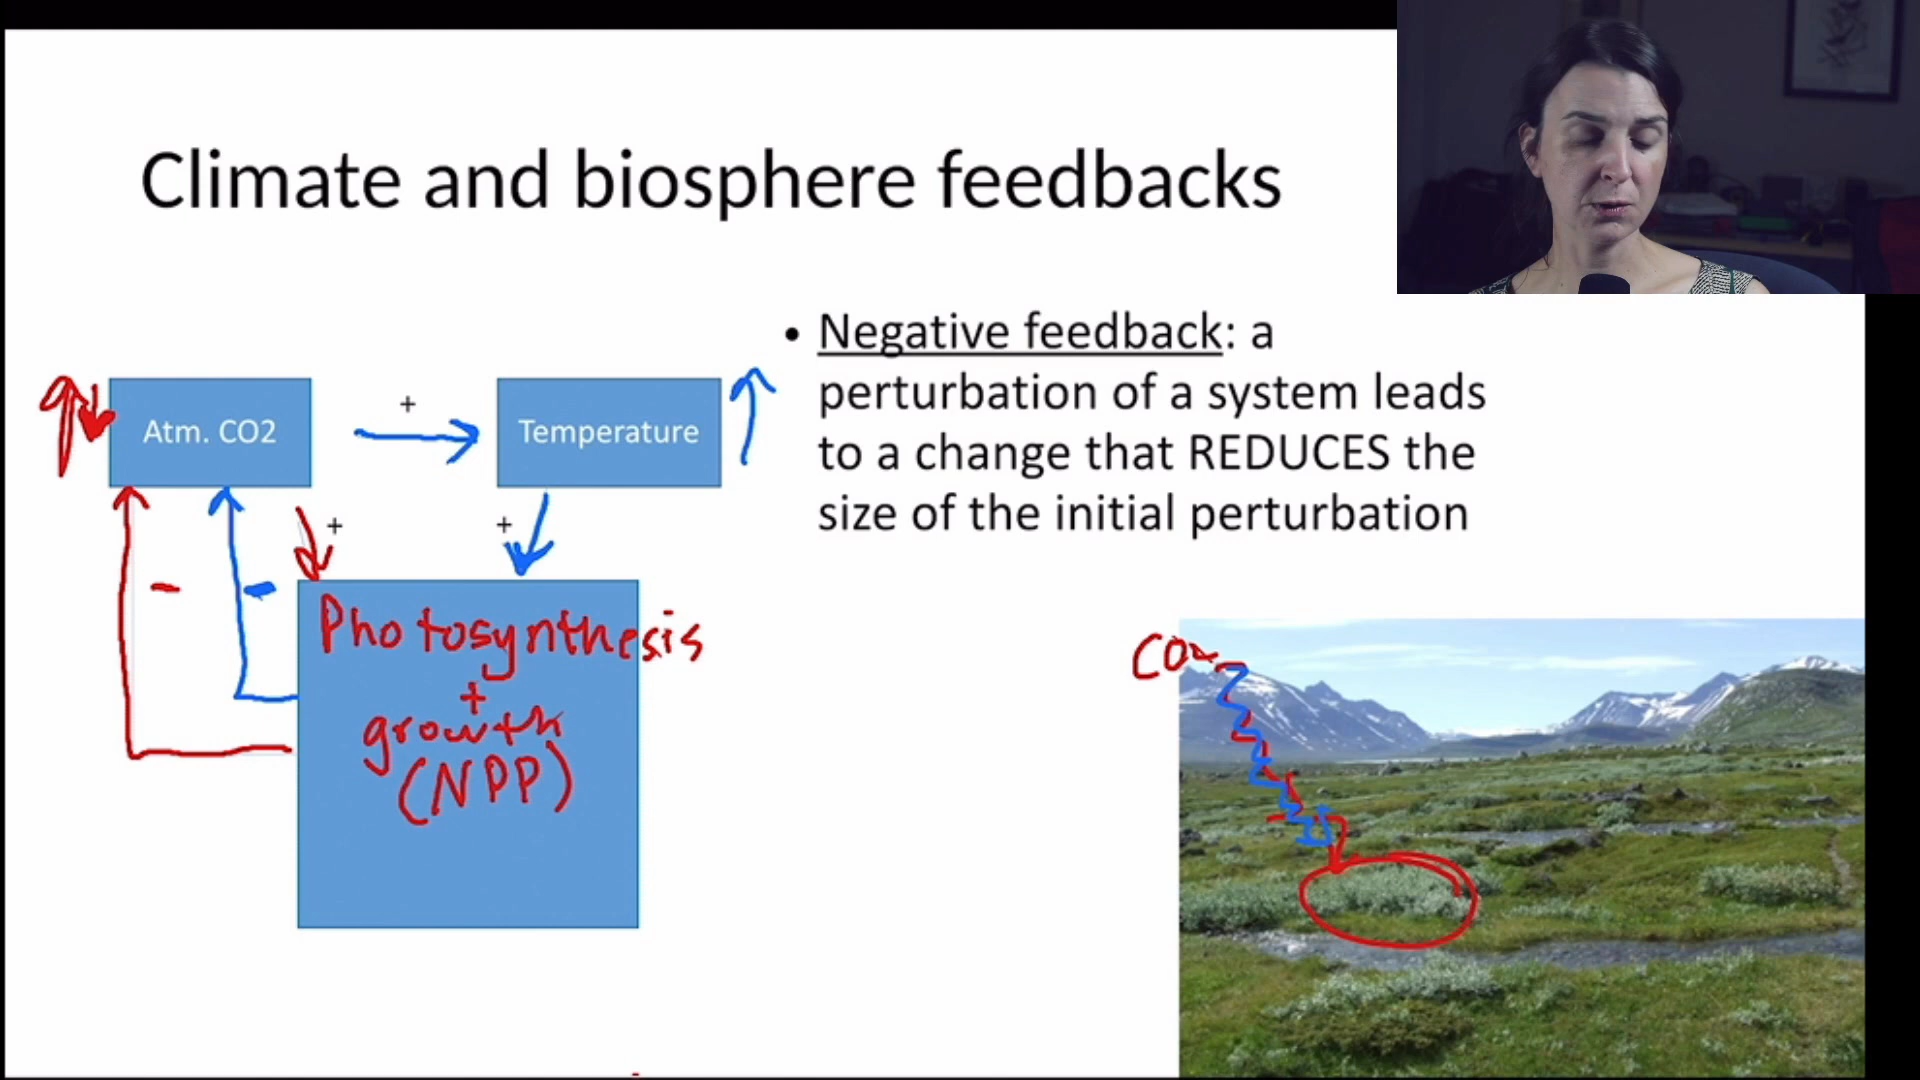 Climate and biosphere feedbacks
• Negative feedback: a
perturbation of a system leads
to a change that REDUCES the
size of the initial perturbation
Atm. CO2
+
Temperature
+
+
-
-
Photosynthesis
+
growth
(NPP)
CO2